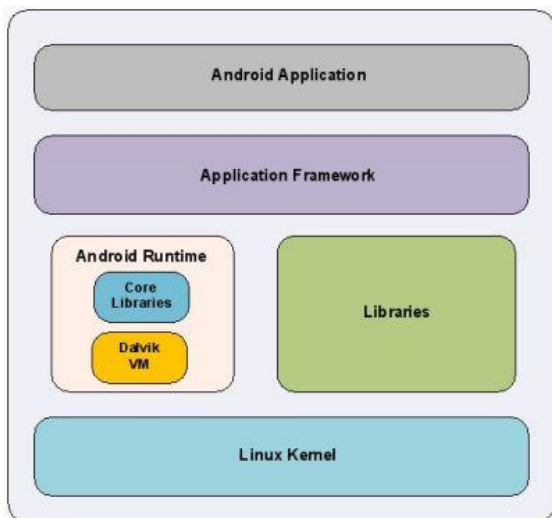 Android Application
Application Framework
Android Runtime
Core
Libraries
Dalvik
VM
Libraries
Linux Kernel